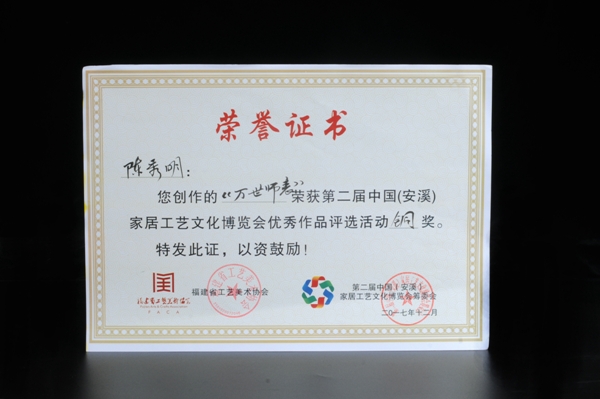 荣誉证书
陈秀明：
您创作的“万世师表”荣获第二届中国(安溪)
家居工艺文化博览会优秀作品评选活动铜奖。
特发此证，以资鼓励！
福建省工艺美术协会
第二届中国（安溪）
家居工艺文化博览会筹委会
二〇一七年十二月